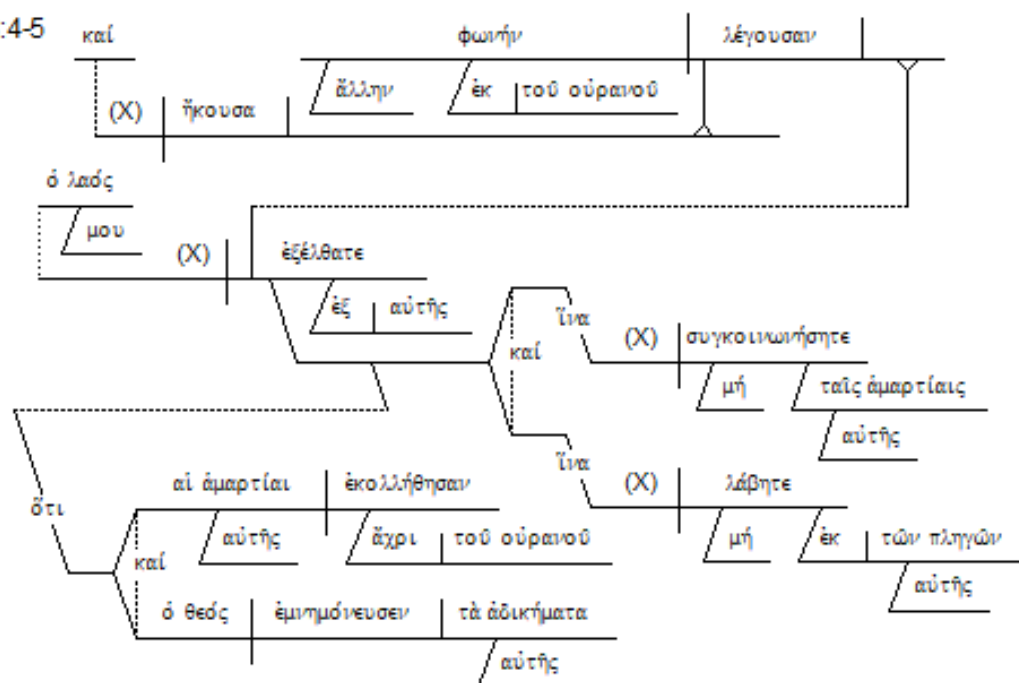 :4-5
καί φωνήν λέγουσαν
ἄλλην ἐκ τοῦ οὐρανοῦ
(X) ἤκουσα
ὁ λαός
μου
(X) ἐξέλθατε
ἐξ αὐτῆς
ἵνα
καί
(X) συγκοινωνήσητε
μή ταῖς ἁμαρτίαις
αὐτῆς
ἵνα
αἱ ἁμαρτίαι ἐκολλήθησαν (X) λάβητε
ὅτι
αὐτῆς ἄχρι τοῦ οὐρανοῦ μή ἐκ τῶν πληγῶν
καί
αὐτῆς
ὁ θεός ἐμνημόνευσεν τὰ ἀδικήματα
αὐτῆς